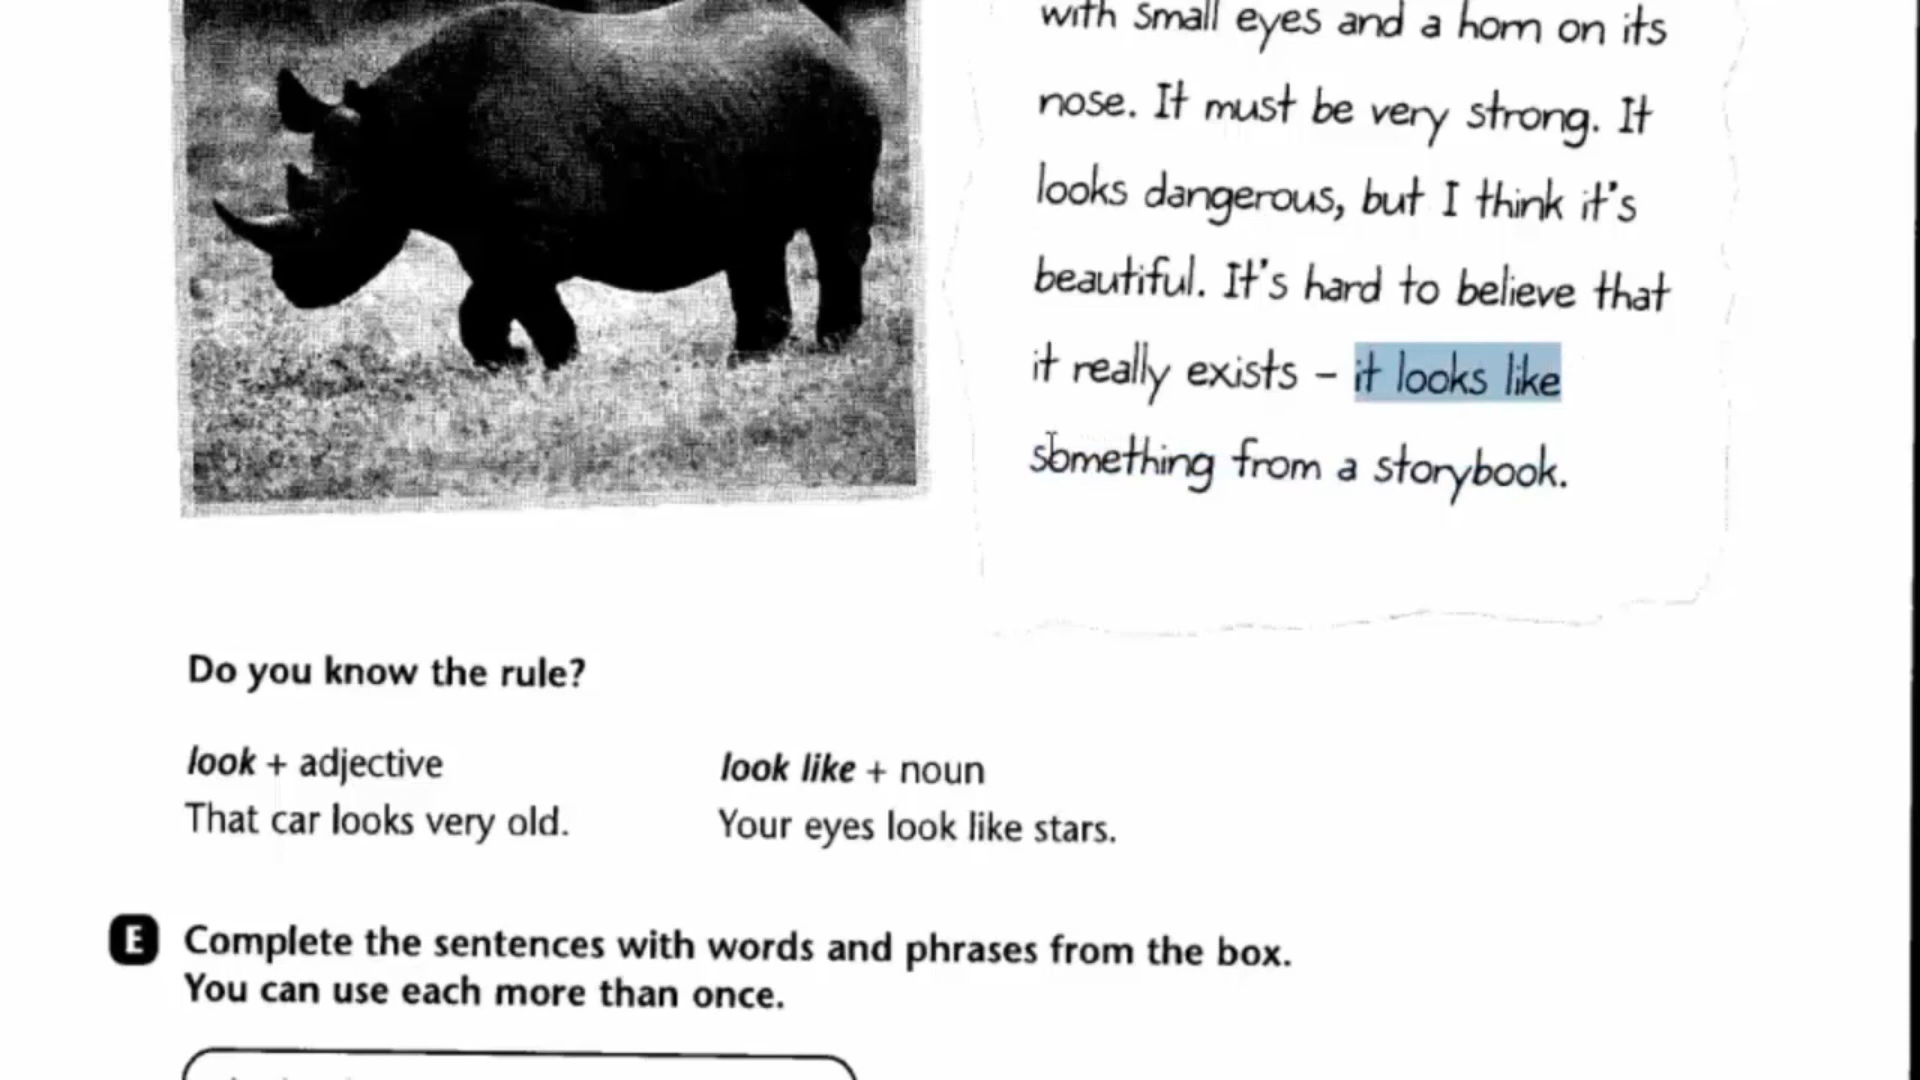 with small eyes and a horn on its
nose. It must be very strong. It
looks dangerous, but I think it's
beautiful. It's hard to believe that
it really exists – it looks like
something from a storybook.
Do you know the rule?
look + adjective
That car looks very old.
look like + noun
Your eyes look like stars.
E Complete the sentences with words and phrases from the box.
You can use each more than once.